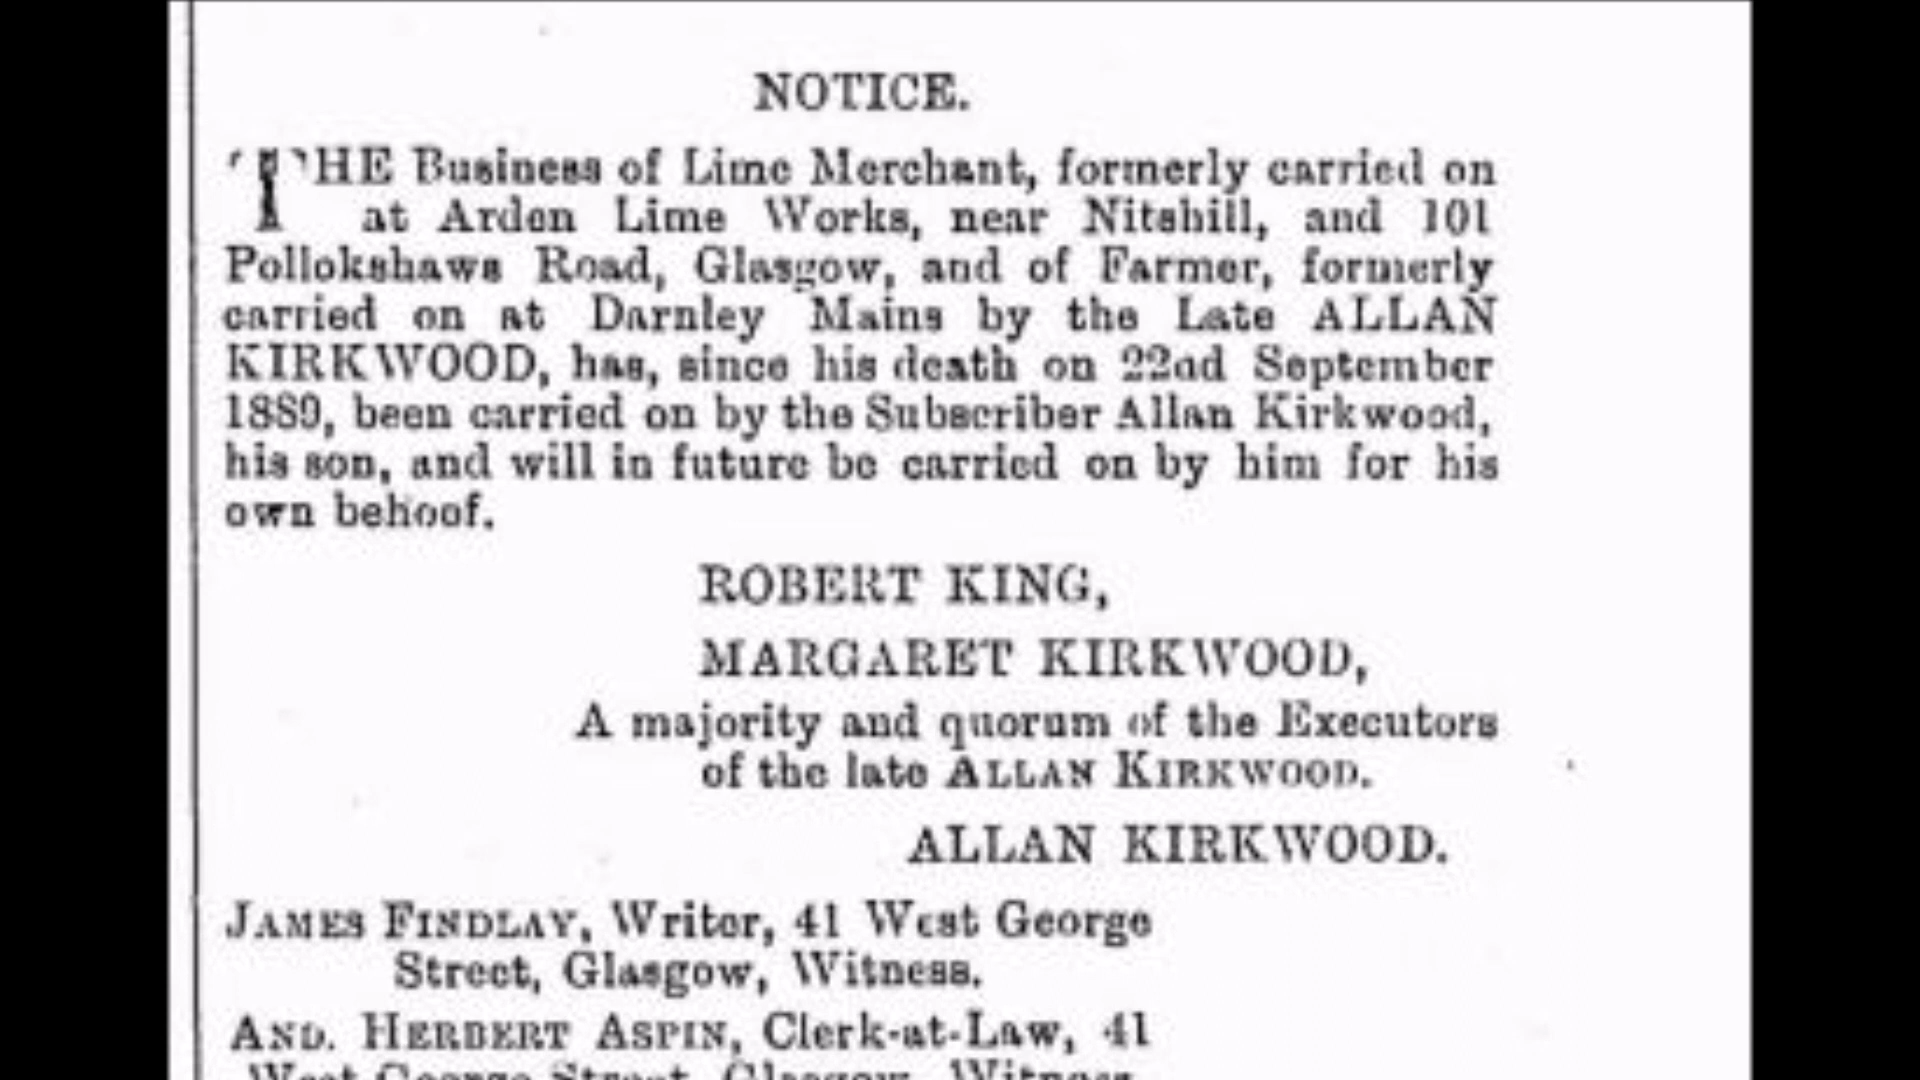 NOTICE.
THE Business of Lime Merchant, formerly carried on
at Arden Lime Works, near Nitshill, and 101
Pollokshaws Road, Glasgow, and of Farmer, formerly
carried on at Darnley Mains by the Late ALLAN
KIRKWOOD, has, since his death on 22nd September
1889, been carried on by the Subscriber Allan Kirkwood,
his son, and will in future be carried on by him for his
own behoof.
ROBERT KING,
MARGARET KIRKWOOD,
A majority and quorum of the Executors
of the late ALLAN KIRKWOOD.
ALLAN KIRKWOOD.
JAMES FINDLAY, Writer, 41 West George
Street, Glasgow, Witness.
AND. HERBERT ASPIN, Clerk-at-Law, 41
West George Street, Glasgow, Witness.